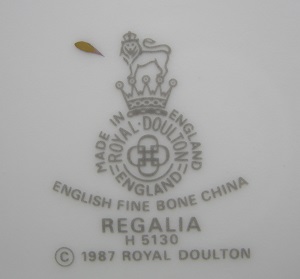 MADE IN ENGLAND
ROYAL·DOULTON
ENGLAND
ENGLISH FINE BONE CHINA
REGALIA
H 5130
© 1987 ROYAL DOULTON